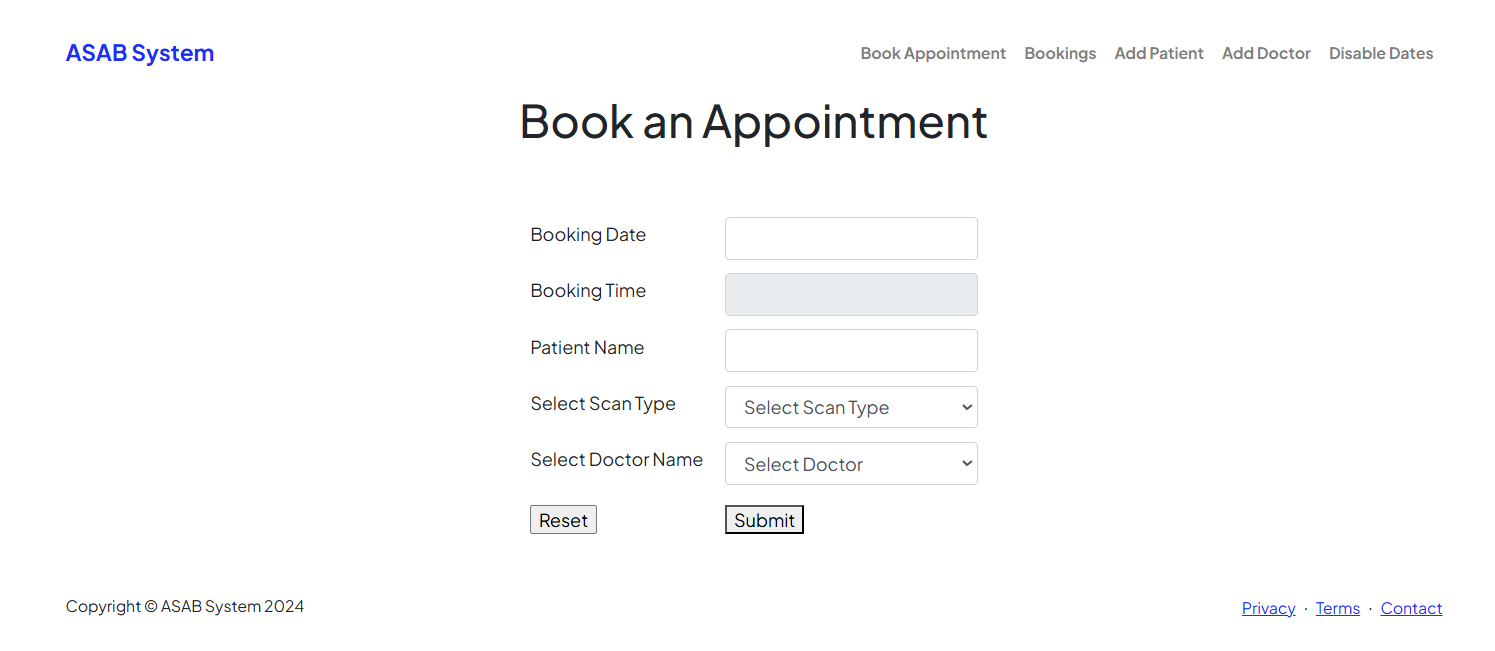 ASAB System
Book Appointment Bookings Add Patient Add Doctor Disable Dates
Book an Appointment
Booking Date
Booking Time
Patient Name
Select Scan Type Select Scan Type
Select Doctor Name Select Doctor
Reset Submit
Copyright © ASAB System 2024
Privacy · Terms · Contact